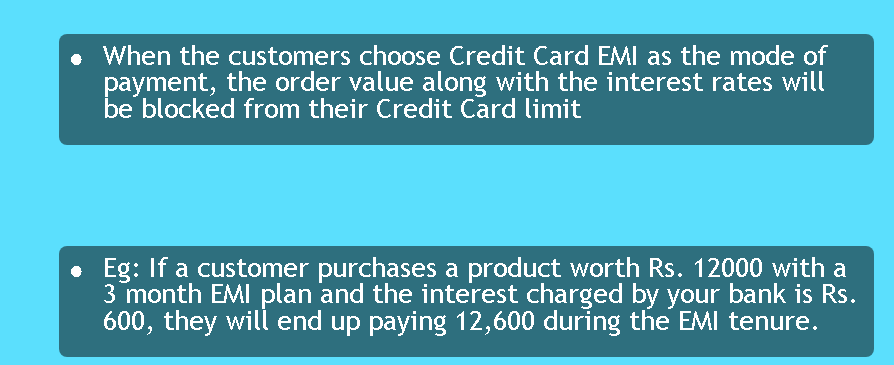 • When the customers choose Credit Card EMI as the mode of
payment, the order value along with the interest rates will
be blocked from their Credit Card limit
• Eg: If a customer purchases a product worth Rs. 12000 with a
3 month EMI plan and the interest charged by your bank is Rs.
600, they will end up paying 12,600 during the EMI tenure.